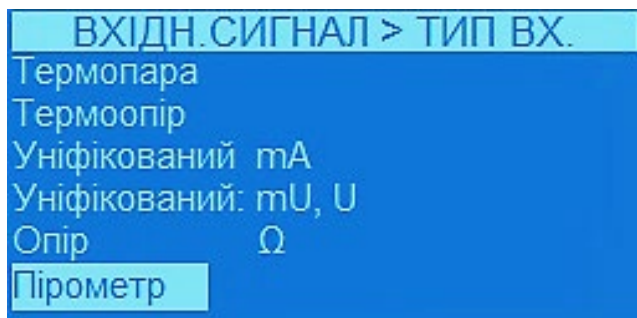 ВХІДН.СИГНАЛ > ТИП ВХ.
Термопара
Термоопір
Уніфікований mA
Уніфікований: mU, U
Опір Ω
Пірометр